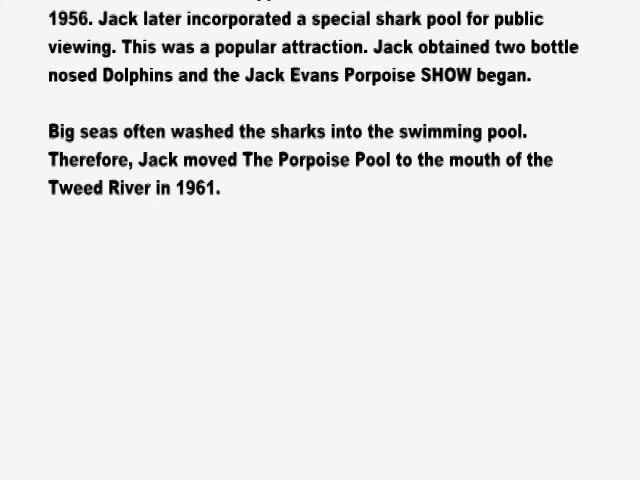 1956. Jack later incorporated a special shark pool for public
viewing. This was a popular attraction. Jack obtained two bottle
nosed Dolphins and the Jack Evans Porpoise SHOW began.
Big seas often washed the sharks into the swimming pool.
Therefore, Jack moved The Porpoise Pool to the mouth of the
Tweed River in 1961.